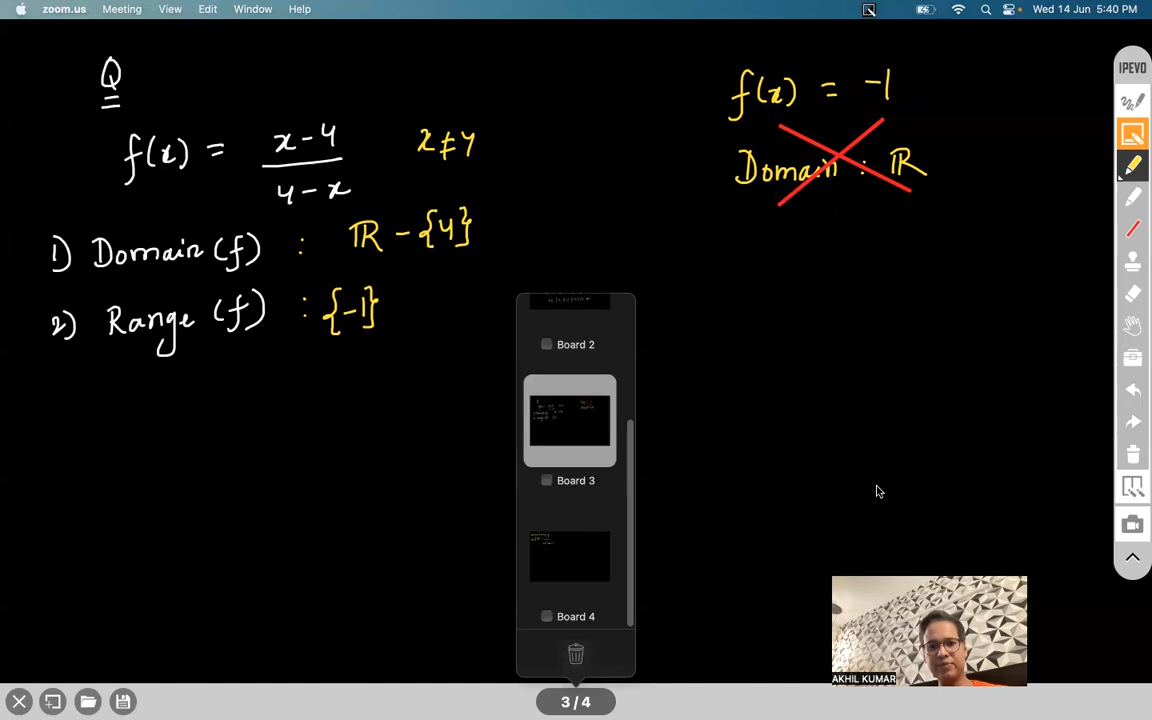 zoom.us Meeting View Edit Window Help Wed 14 Jun 5:40 PM
Q
f(x) = x-4 / 4-x x ≠ 4
1) Domain (f) : ℝ - {4}
2) Range (f) : {-1}
f(x) = -1
Domain : ℝ
Board 2
Board 3
Board 4
3 / 4
IPEVO
AKHIL KUMAR